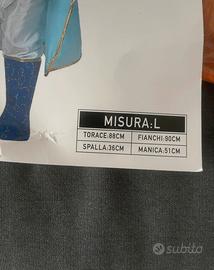 MISURA:L
TORACE:88CM FIANCHI:90CM
SPALLA:36CM MANICA:51CM
subito